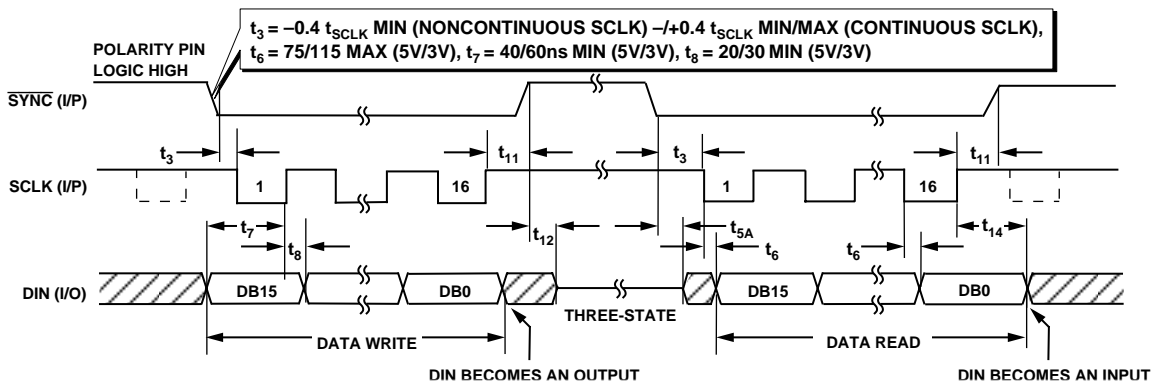 t3 = –0.4 tSCLK MIN (NONCONTINUOUS SCLK) –/+0.4 tSCLK MIN/MAX (CONTINUOUS SCLK),
t6 = 75/115 MAX (5V/3V), t7 = 40/60ns MIN (5V/3V), t8 = 20/30 MIN (5V/3V)
POLARITY PIN
LOGIC HIGH
SYNC (I/P)
t3
t11
t3
t11
SCLK (I/P)
1
16
1
16
t7
t8
t12
t5A
t6
t6
t14
DIN (I/O)
DB15
DB0
THREE-STATE
DB15
DB0
DATA WRITE
DATA READ
DIN BECOMES AN OUTPUT
DIN BECOMES AN INPUT